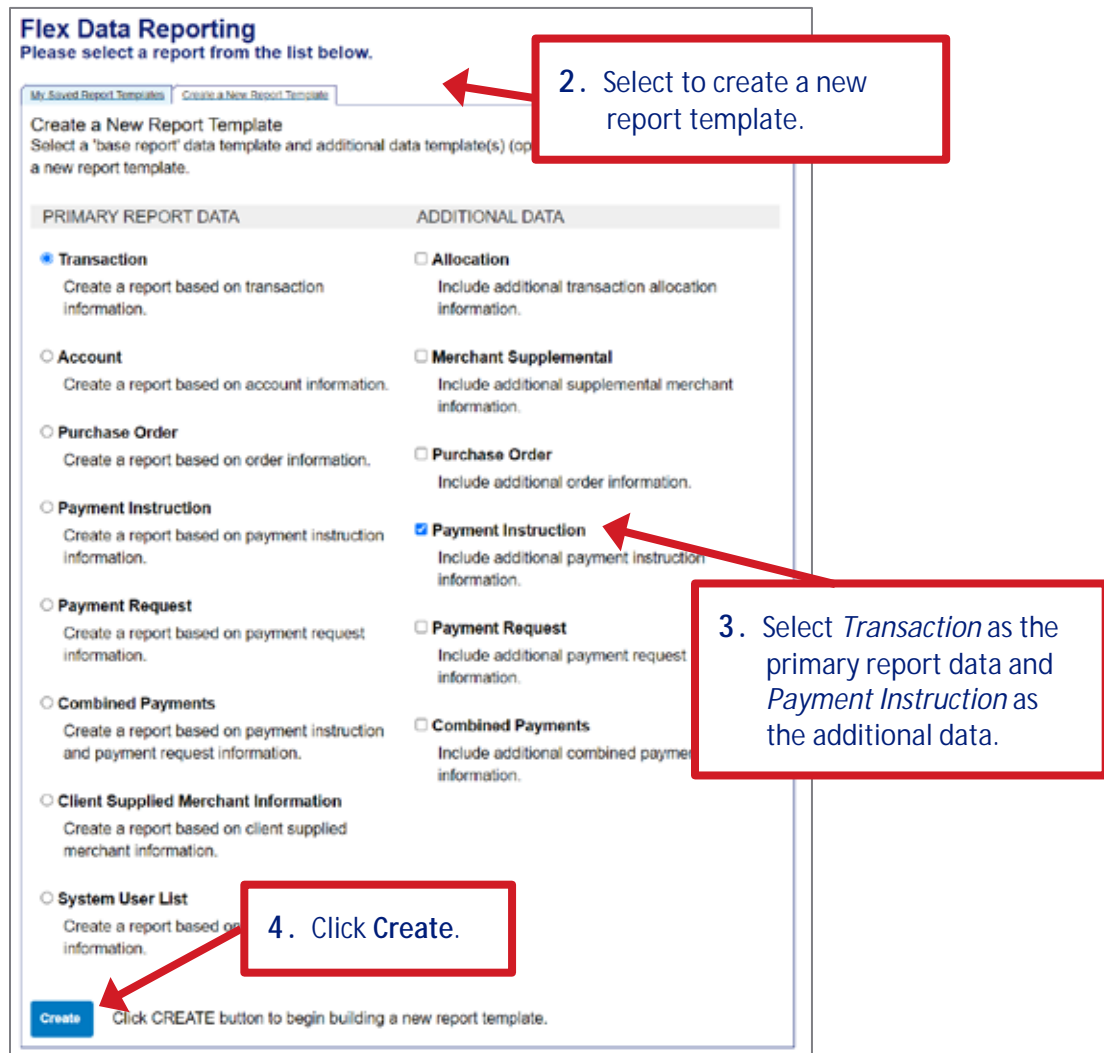 Flex Data Reporting
Please select a report from the list below.
2. Select to create a new
report template.
My Saved Report Templates
Create a New Report Template
Create a New Report Template
Select a 'base report' data template and additional data template(s)
a new report template.
PRIMARY REPORT DATA
ADDITIONAL DATA
Transaction
Create a report based on transaction
information.
Account
Create a report based on account information.
Purchase Order
Create a report based on order information.
Payment Instruction
Create a report based on payment instruction
information.
Payment Request
Create a report based on payment request
information.
Combined Payments
Create a report based on payment instruction
and payment request information.
Client Supplied Merchant Information
Create a report based on client supplied
merchant information.
System User List
Create a report based
information.
Allocation
Include additional transaction allocation
information.
Merchant Supplemental
Include additional supplemental merchant
information.
Purchase Order
Include additional order information.
Payment Instruction
Include additional payment instruction
information.
Payment Request
Include additional payment request
information.
Combined Payments
Include additional combined
information.
3. Select Transaction as the
primary report data and
Payment Instruction as
the additional data.
4. Click Create.
Create
Click CREATE button to begin building a new report template.